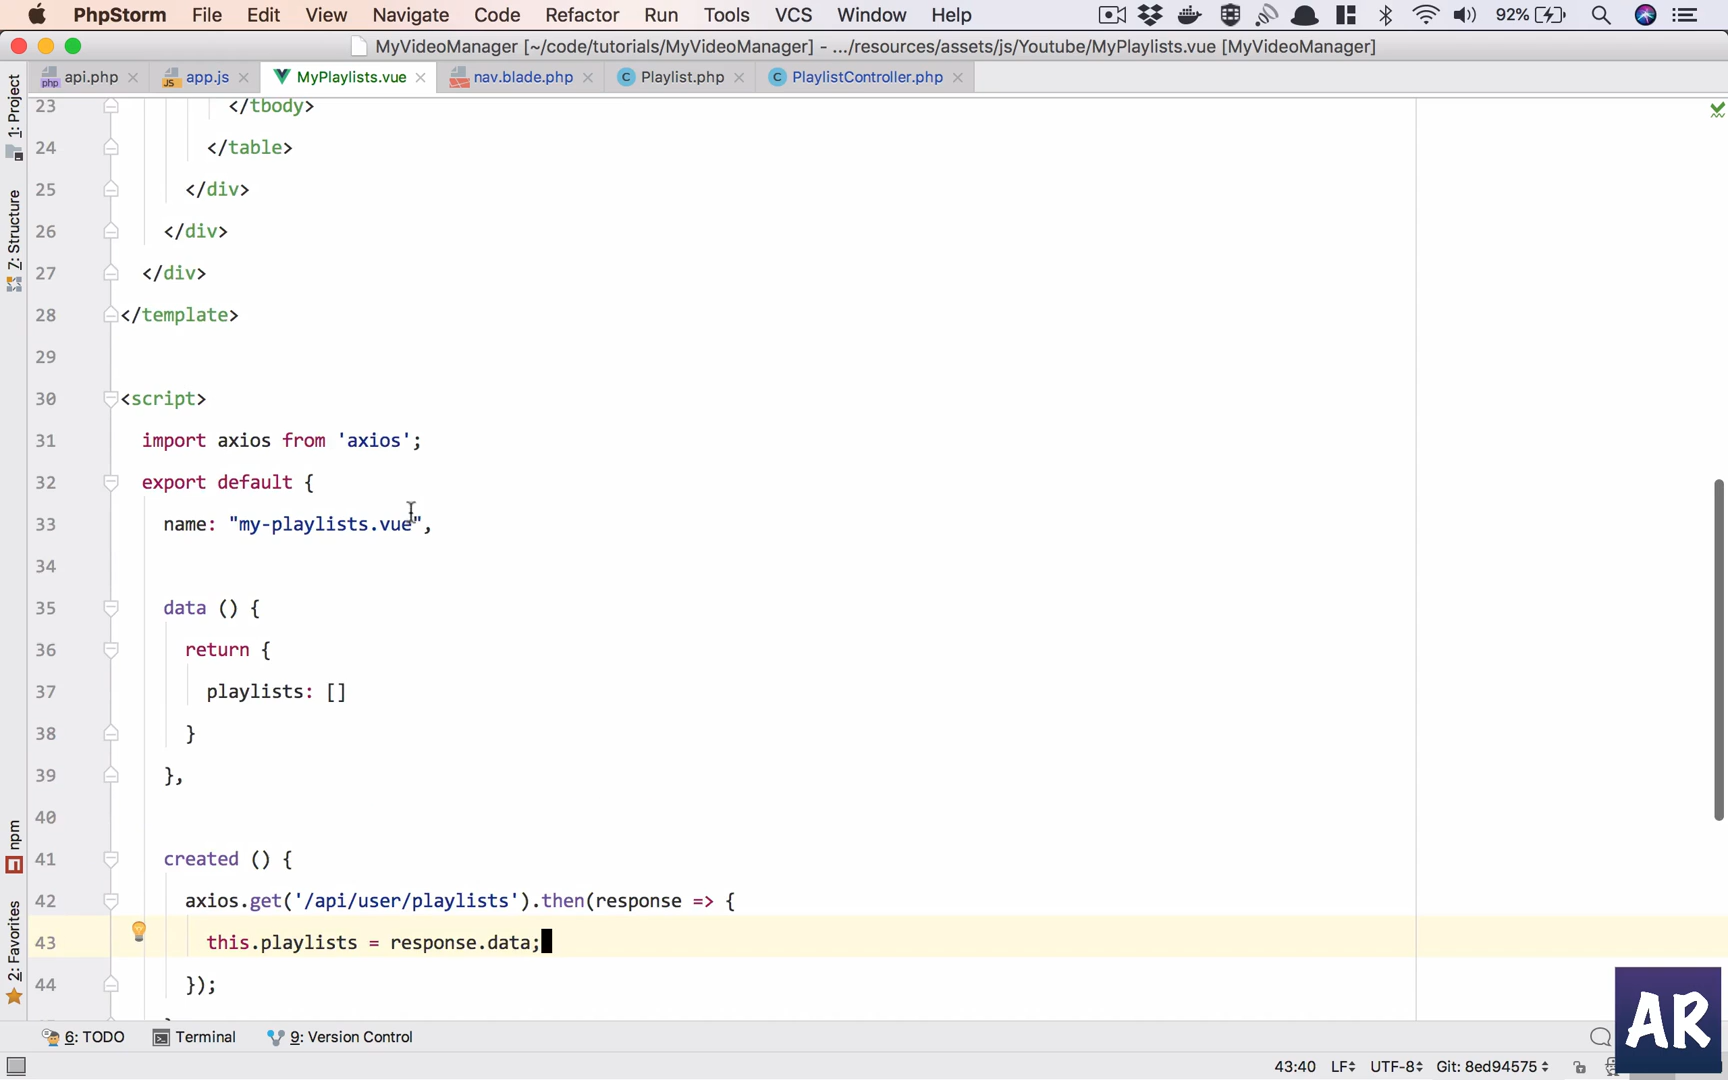 PhpStorm File Edit View Navigate Code Refactor Run Tools VCS Window Help 92%
MyVideoManager [~/code/tutorials/MyVideoManager] - .../resources/assets/js/Youtube/MyPlaylists.vue [MyVideoManager]
api.php app.js MyPlaylists.vue nav.blade.php Playlist.php PlaylistController.php
1: Project
Z: Structure
npm
2: Favorites
23 </tbody>
24 </table>
25 </div>
26 </div>
27 </div>
28 </template>
29
30 <script>
31 import axios from 'axios';
32 export default {
33 name: "my-playlists.vue",
34
35 data () {
36 return {
37 playlists: []
38 }
39 },
40
41 created () {
42 axios.get('/api/user/playlists').then(response => {
43 this.playlists = response.data;
44 });
6: TODO Terminal 9: Version Control
43:40 LF UTF-8 Git: 8ed94575
AR